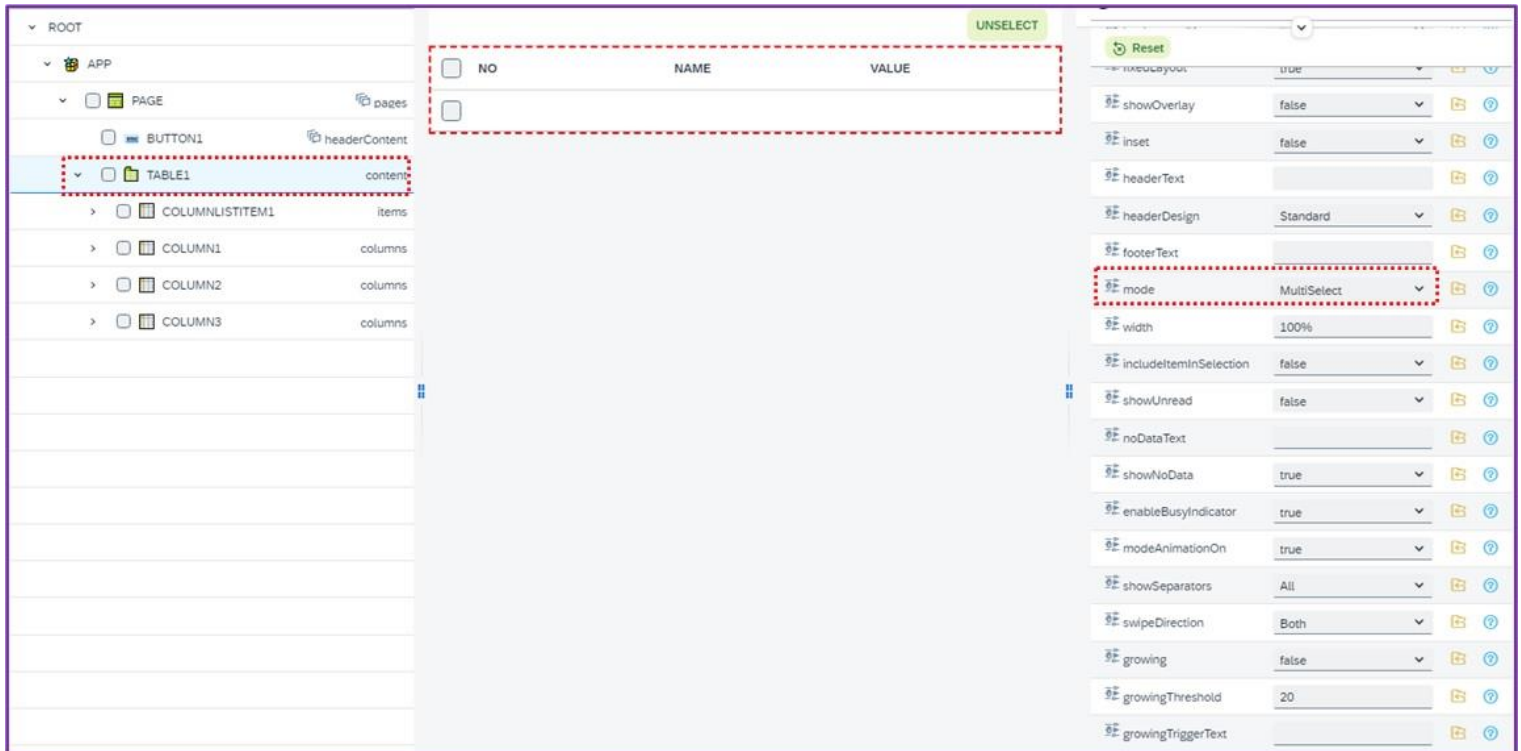 ROOT
APP
PAGE pages
BUTTON1 headerContent
TABLE1 content
COLUMNLISTITEM1 items
COLUMN1 columns
COLUMN2 columns
COLUMN3 columns
UNSELECT
NO NAME VALUE
Reset
fixedLayout true
showOverlay false
inset false
headerText
headerDesign Standard
footerText
mode MultiSelect
width 100%
includeItemInSelection false
showUnread false
noDataText
showNoData true
enableBusyIndicator true
modeAnimationOn true
showSeparators All
swipeDirection Both
growing false
growingThreshold 20
growingTriggerText